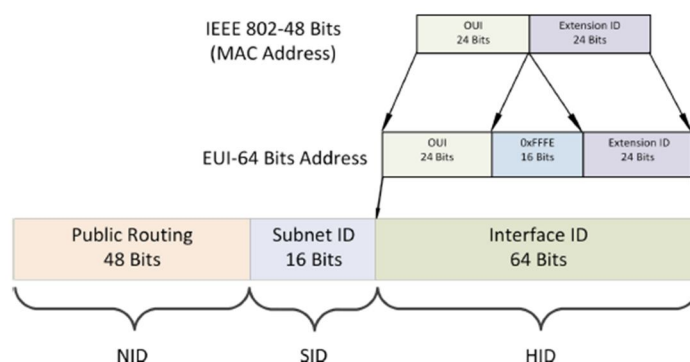 IEEE 802-48 Bits
(MAC Address)
OUI
24 Bits
Extension ID
24 Bits
EUI-64 Bits Address
OUI
24 Bits
0xFFFE
16 Bits
Extension ID
24 Bits
Public Routing
48 Bits
Subnet ID
16 Bits
Interface ID
64 Bits
NID
SID
HID